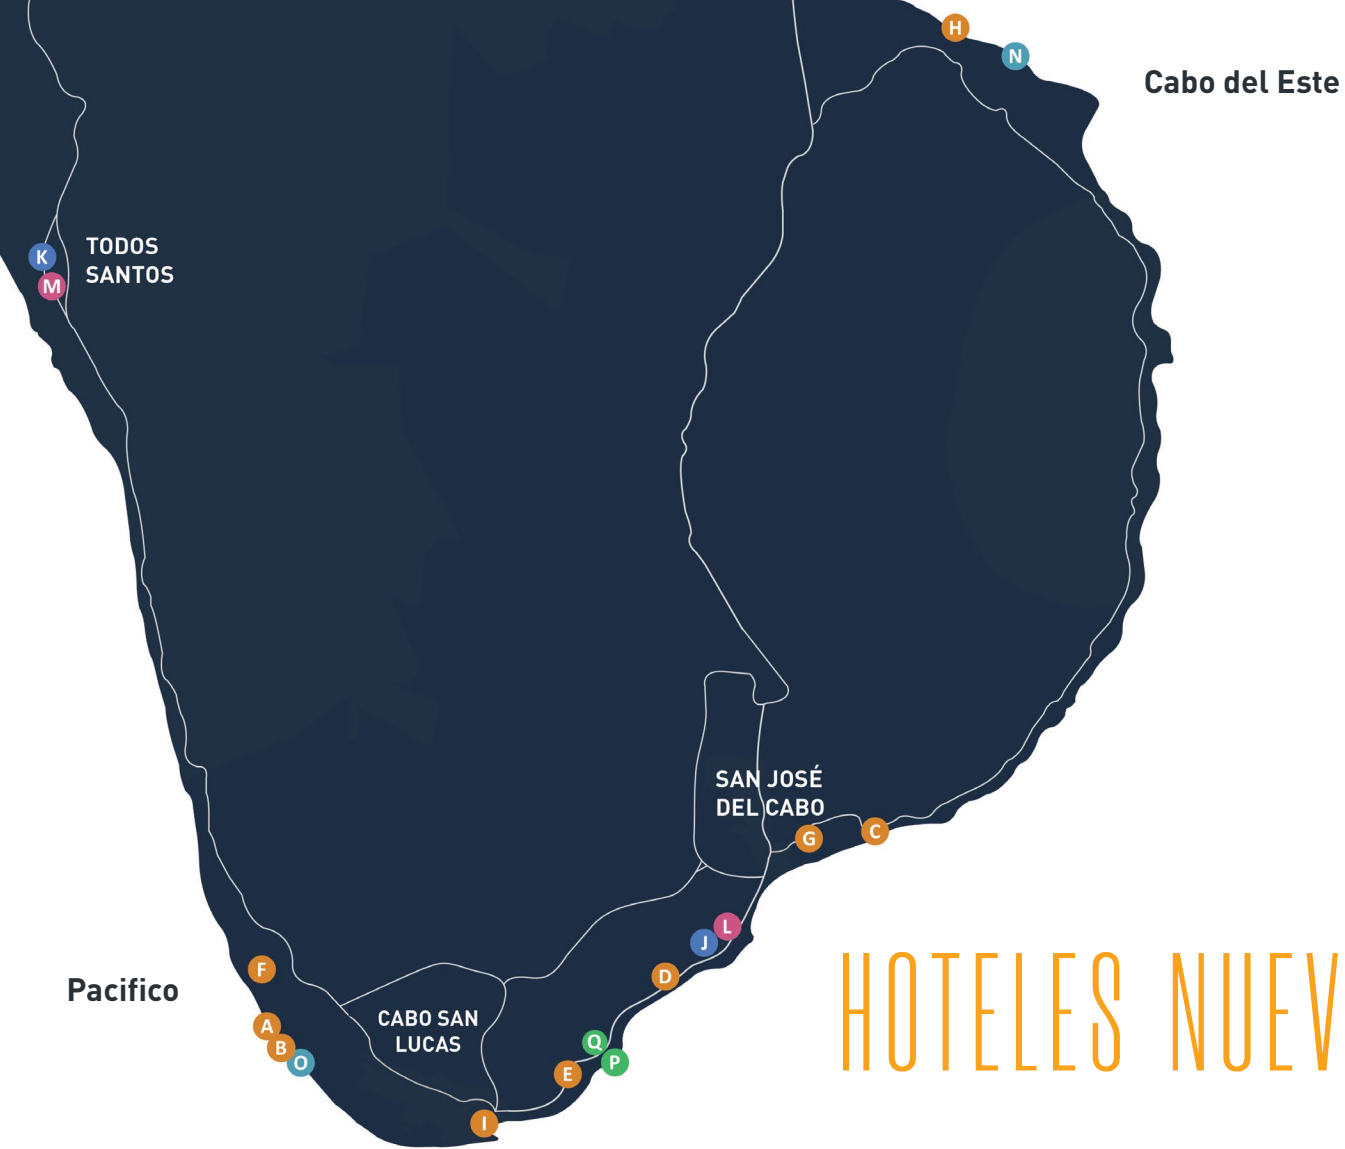 H
N
Cabo del Este
K
TODOS
SANTOS
M
SAN JOSÉ
DEL CABO
G
C
L
J
F
D
Pacifico
HOTELES NUEV
A
CABO SAN
LUCAS
B
O
Q
P
E
I